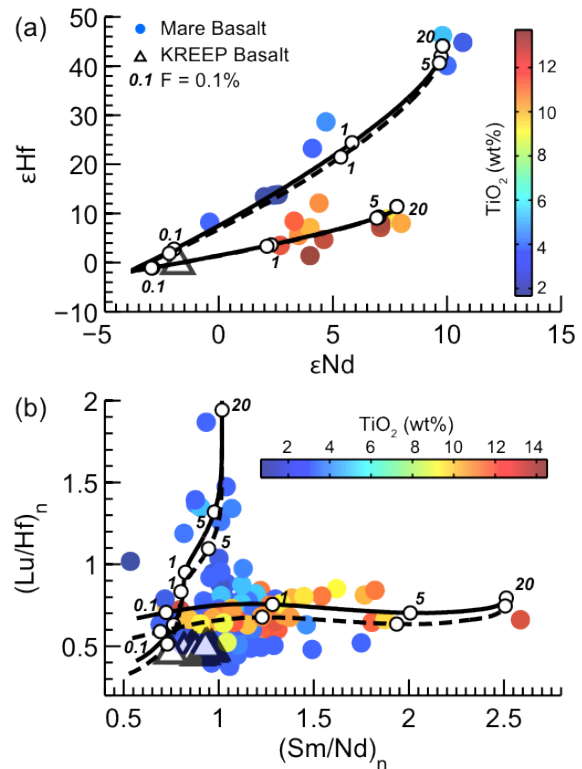 (a)
50
40
30
20
10
0
−10
εHf
Mare Basalt
KREEP Basalt
0.1 F = 0.1%
20
5
1
1
0.1
5
20
1
0.1
TiO2 (wt%)
12
10
8
6
4
2
−5 0 5 10 15
εNd
(b)
2
1.5
1
0.5
(Lu/Hf)n
TiO2 (wt%)
2 4 6 8 10 12 14
20
5
5
1
1
0.1
1
5
20
0.1
0.5 1 1.5 2 2.5
(Sm/Nd)n